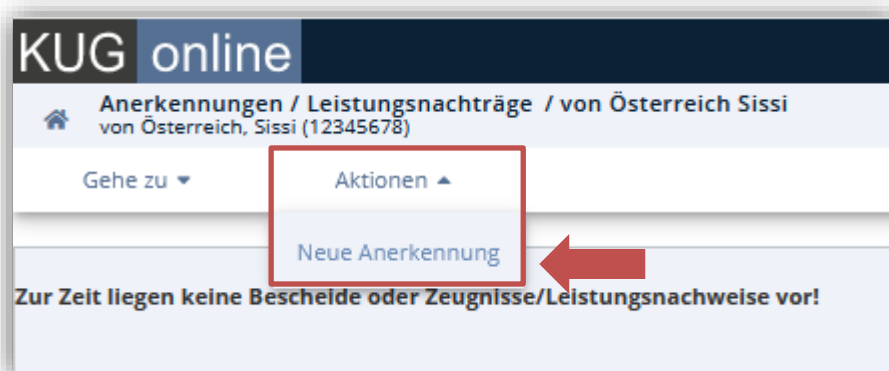 KUG online
Anerkennungen / Leistungsnachträge / von Österreich Sissi
von Österreich, Sissi (12345678)
Gehe zu ▼ Aktionen ▲
Neue Anerkennung
Zur Zeit liegen keine Bescheide oder Zeugnisse/Leistungsnachweise vor!